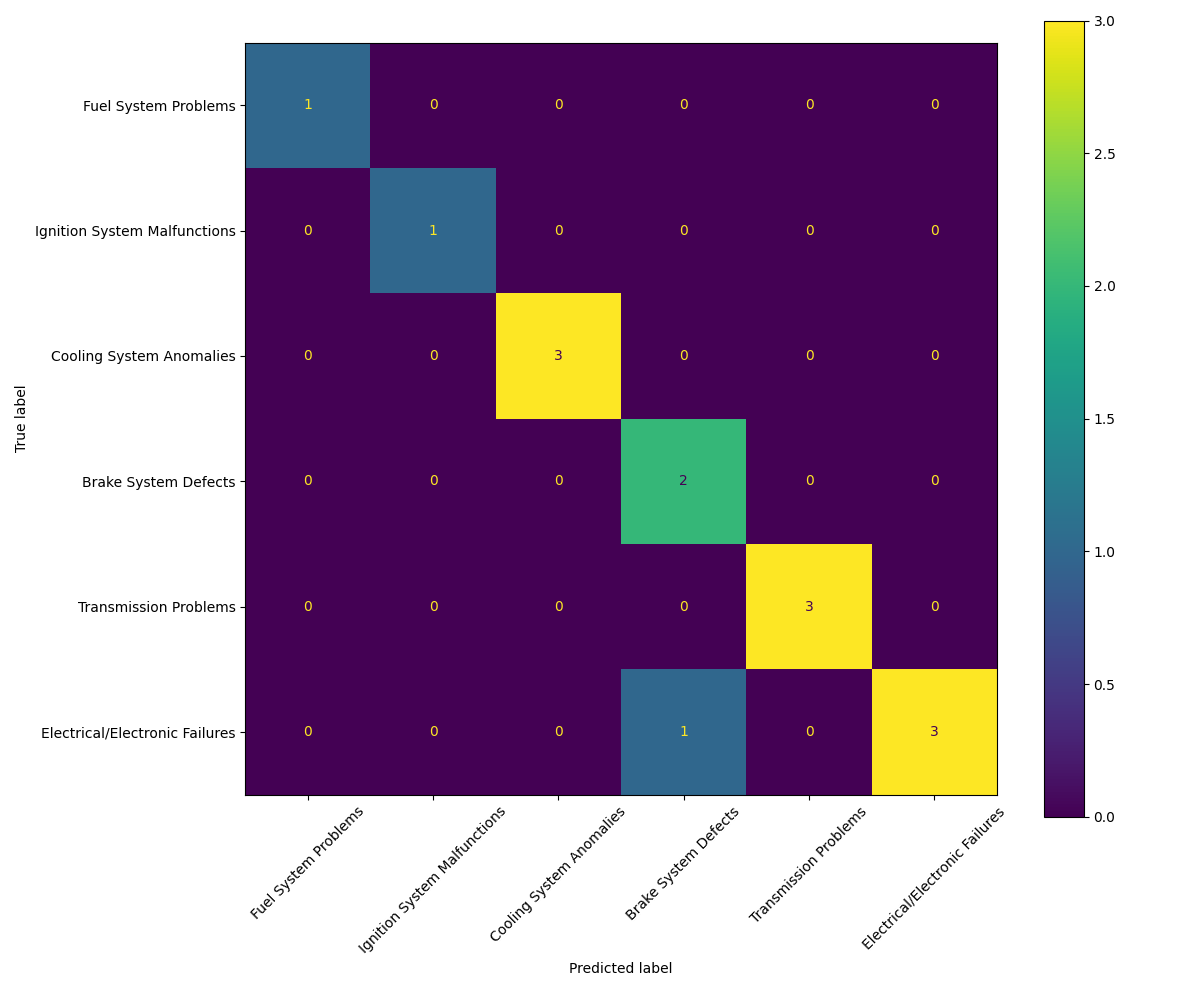 Fuel System Problems 1 0 0 0 0 0
Ignition System Malfunctions 0 1 0 0 0 0
Cooling System Anomalies 0 0 3 0 0 0
Brake System Defects 0 0 0 2 0 0
Transmission Problems 0 0 0 0 3 0
Electrical/Electronic Failures 0 0 0 1 0 3
True label
Fuel System Problems
Ignition System Malfunctions
Cooling System Anomalies
Brake System Defects
Transmission Problems
Electrical/Electronic Failures
Predicted label
3.0
2.5
2.0
1.5
1.0
0.5
0.0